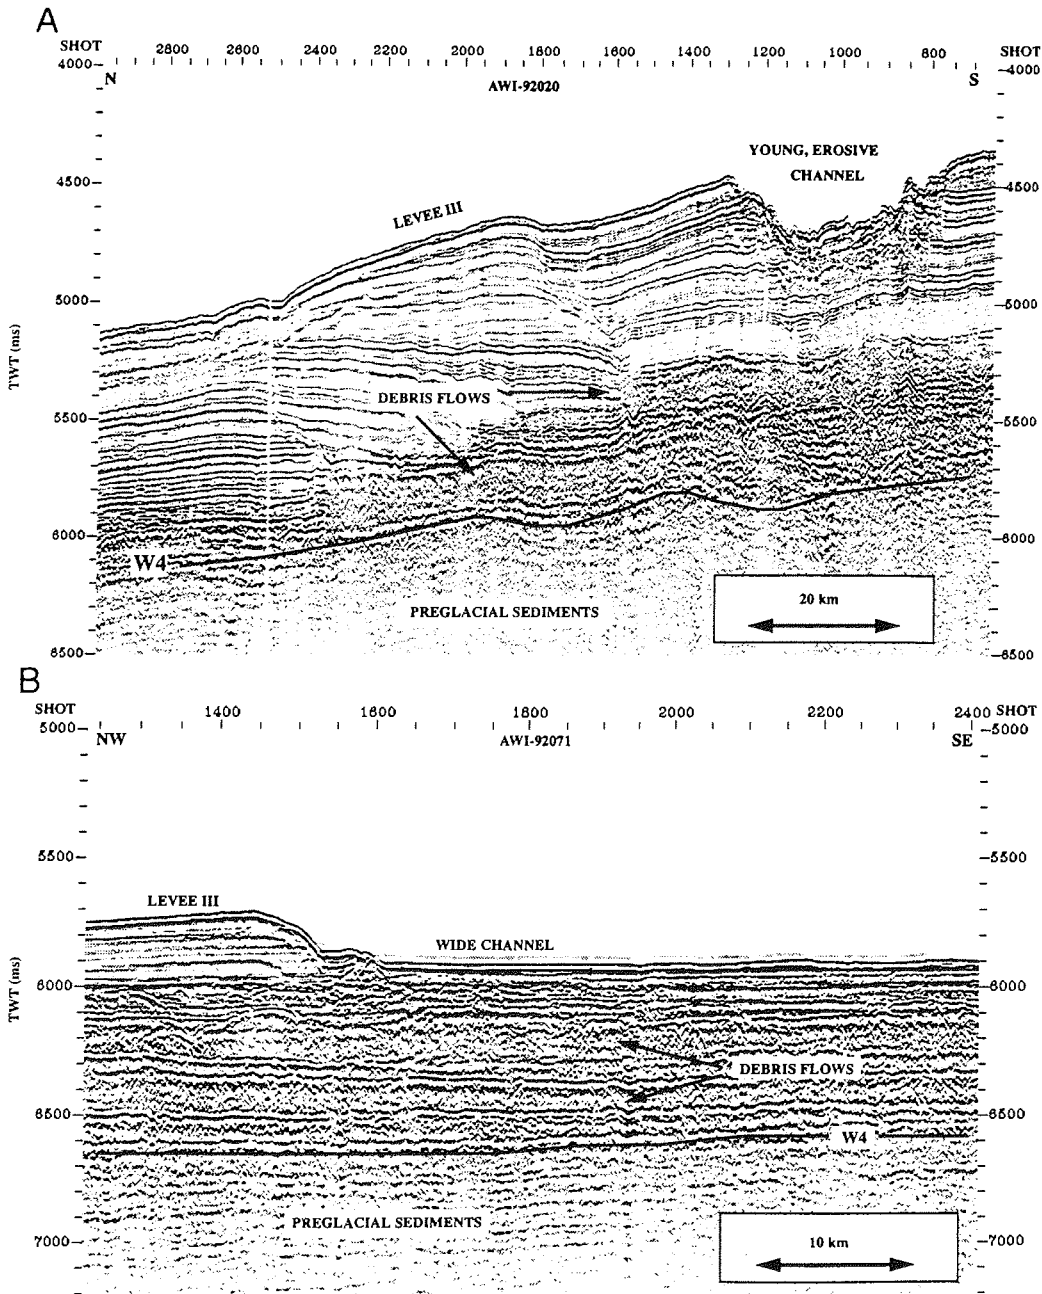 A
SHOT 2800 2600 2400 2200 2000 1800 1600 1400 1200 1000 800 SHOT
4000 4000
N AWI-92020 S
YOUNG, EROSIVE
CHANNEL
4500 4500
LEVEE III
5000 5000
TWT (ms)
DEBRIS FLOWS
5500 5500
6000 6000
W4
20 km
PREGLACIAL SEDIMENTS
6500 6500
B
SHOT 1400 1600 1800 2000 2200 2400 SHOT
5000 5000
NW AWI-92071 SE
5500 5500
LEVEE III
WIDE CHANNEL
TWT (ms)
6000 6000
DEBRIS FLOWS
6500 6500
W4
PREGLACIAL SEDIMENTS
7000 7000
10 km